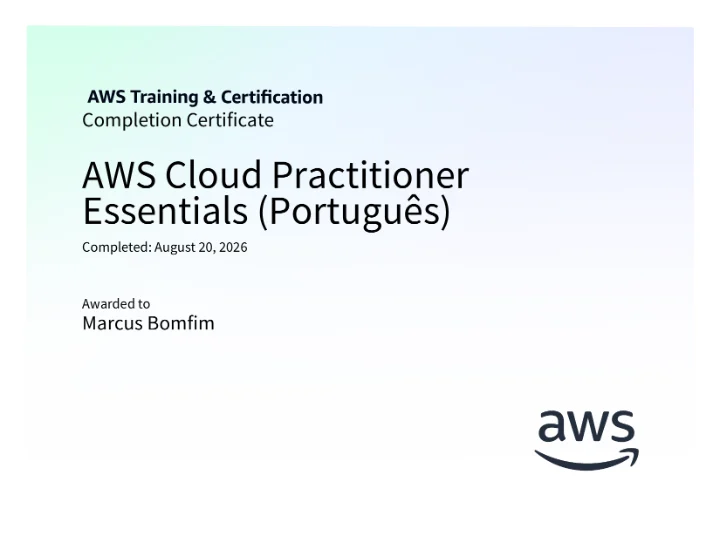 AWS Training & Certification
Completion Certificate
AWS Cloud Practitioner
Essentials (Português)
Completed: August 20, 2026
Awarded to
Marcus Bomfim
aws